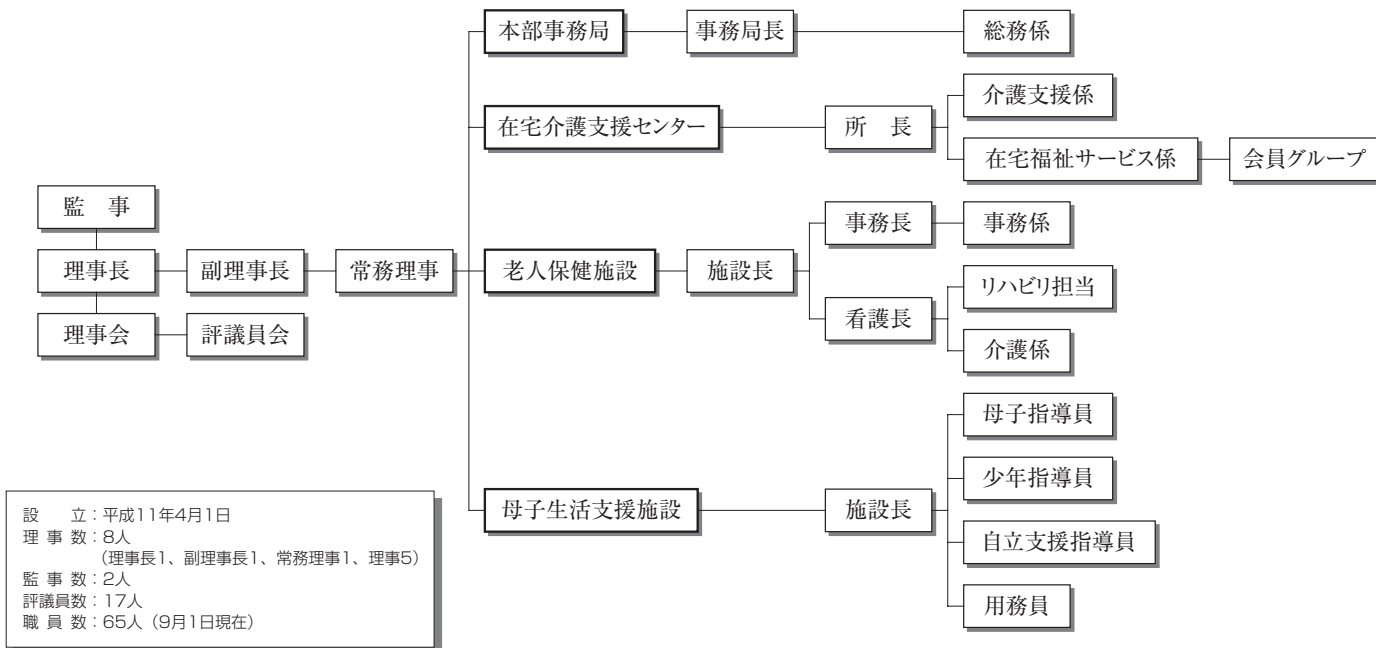 本部事務局
事務局長
総務係
在宅介護支援センター
所　長
介護支援係
在宅福祉サービス係
会員グループ
監　事
理事長
副理事長
常務理事
理事会
評議員会
老人保健施設
施設長
事務長
事務係
看護長
リハビリ担当
介護係
母子生活支援施設
施設長
母子指導員
少年指導員
自立支援指導員
用務員
設　　立：平成11年4月1日
理 事 数：8人
（理事長1、副理事長1、常務理事1、理事5）
監 事 数：2人
評議員数：17人
職 員 数：65人（9月1日現在）